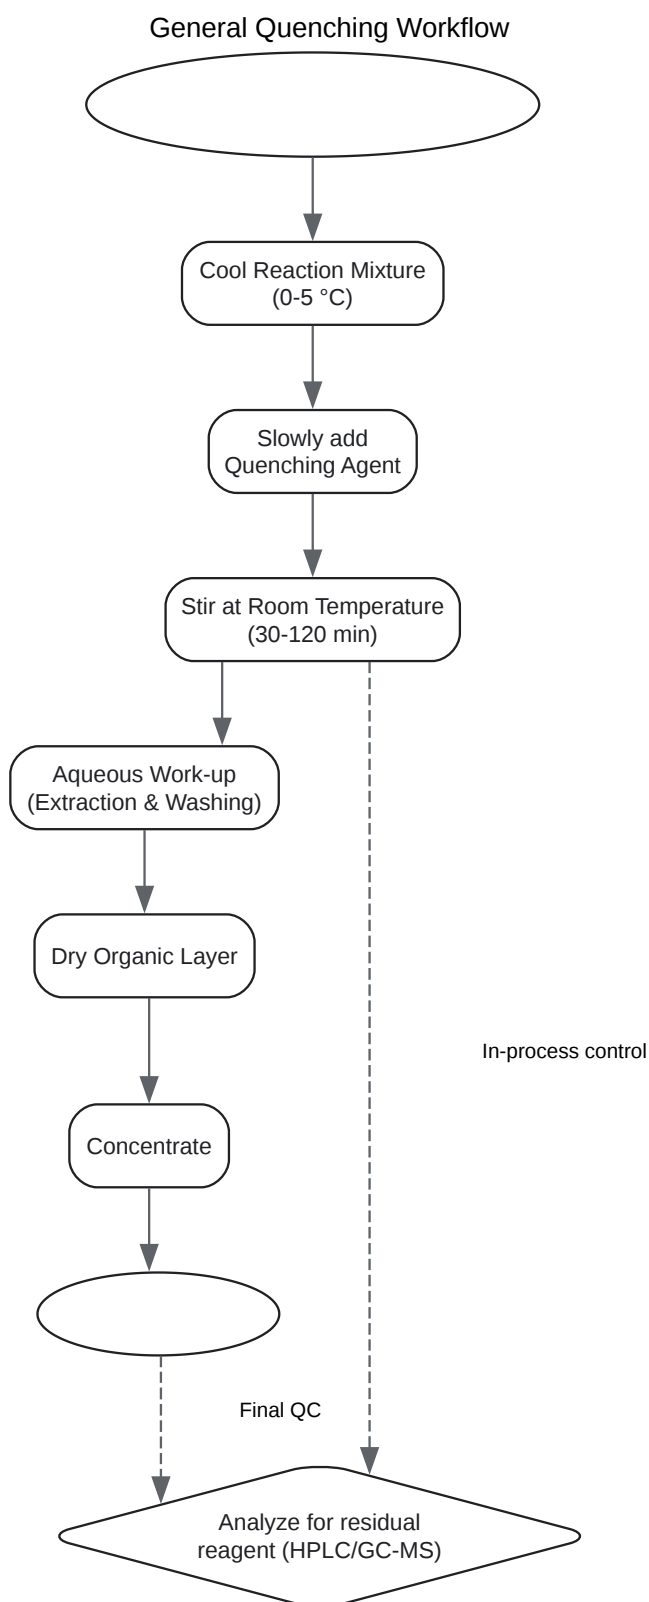 General Quenching Workflow
Cool Reaction Mixture
(0-5 °C)
Slowly add
Quenching Agent
Stir at Room Temperature
(30-120 min)
Aqueous Work-up
(Extraction & Washing)
Dry Organic Layer
In-process control
Concentrate
Final QC
Analyze for residual
reagent (HPLC/GC-MS)